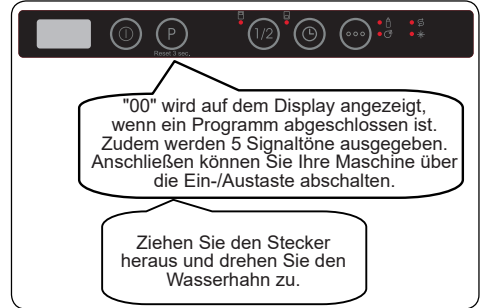 P
1/2
Reset 3 sec.
"00" wird auf dem Display angezeigt,
wenn ein Programm abgeschlossen ist.
Zudem werden 5 Signaltöne ausgegeben.
Anschließen können Sie Ihre Maschine über
die Ein-/Austaste abschalten.
Ziehen Sie den Stecker
heraus und drehen Sie den
Wasserhahn zu.